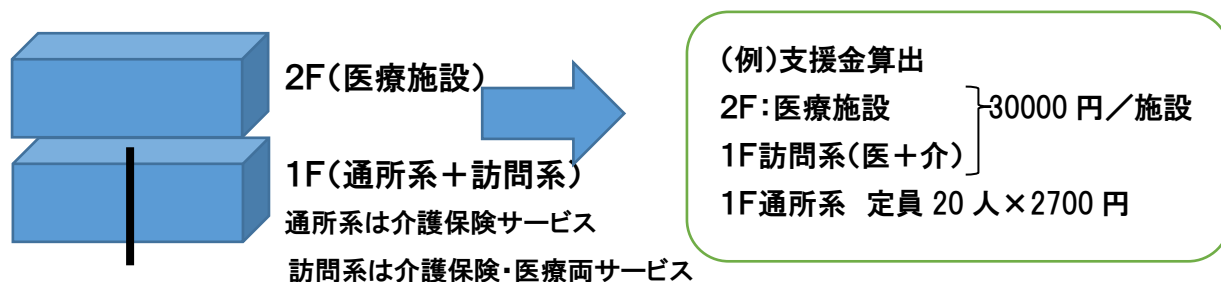 2F(医療施設)
1F(通所系+訪問系)
通所系は介護保険サービス
訪問系は介護保険・医療両サービス
(例)支援金算出
2F:医療施設
30000円/施設
1F訪問系(医+介)
1F通所系 定員20人×2700円